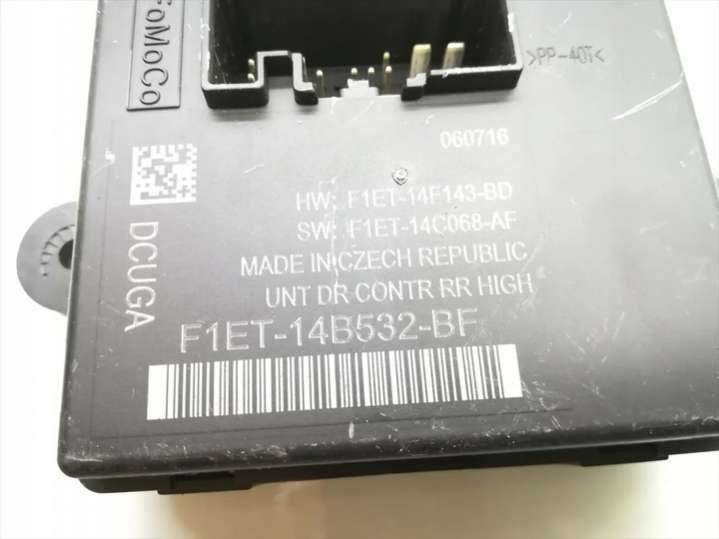 FoMoCo
>PP-40T<
060716
HW: F1ET-14F143-BD
SW: F1ET-14C068-AF
MADE IN CZECH REPUBLIC
UNT DR CONTR RR HIGH
DCUGA
F1ET-14B532-BF